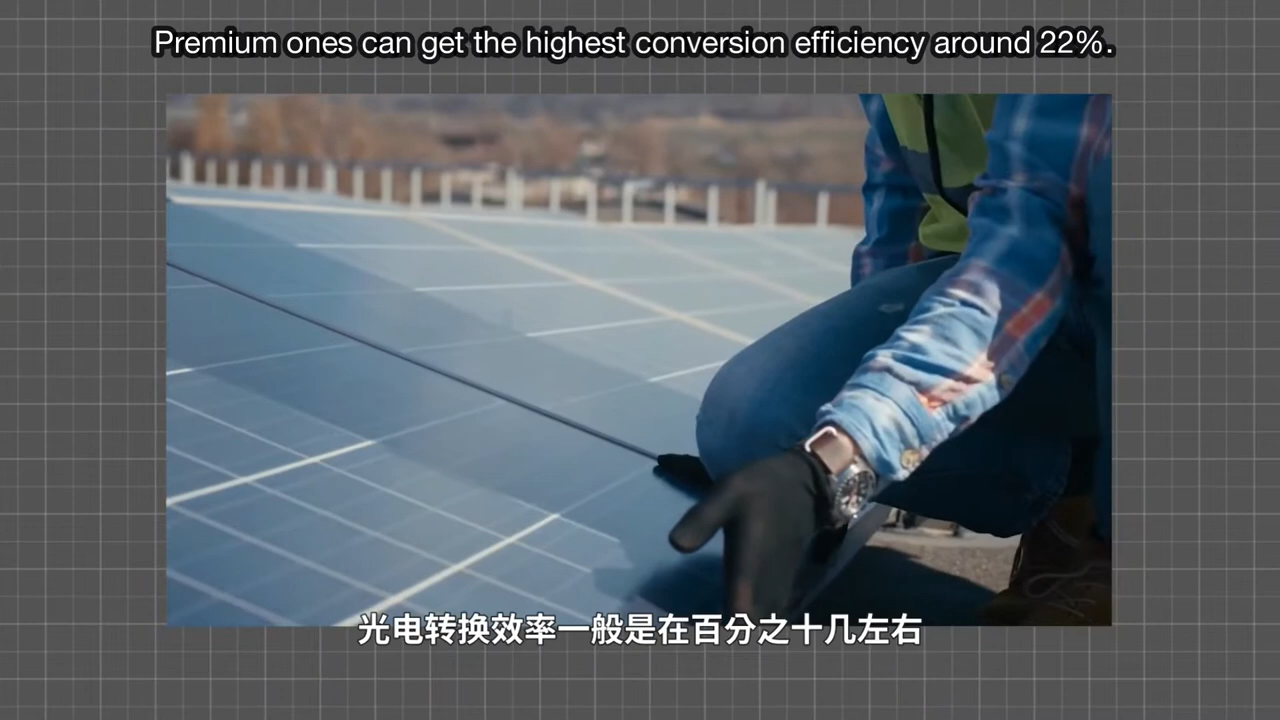 Premium ones can get the highest conversion efficiency around 22%.
光电转换效率一般是在百分之十几左右